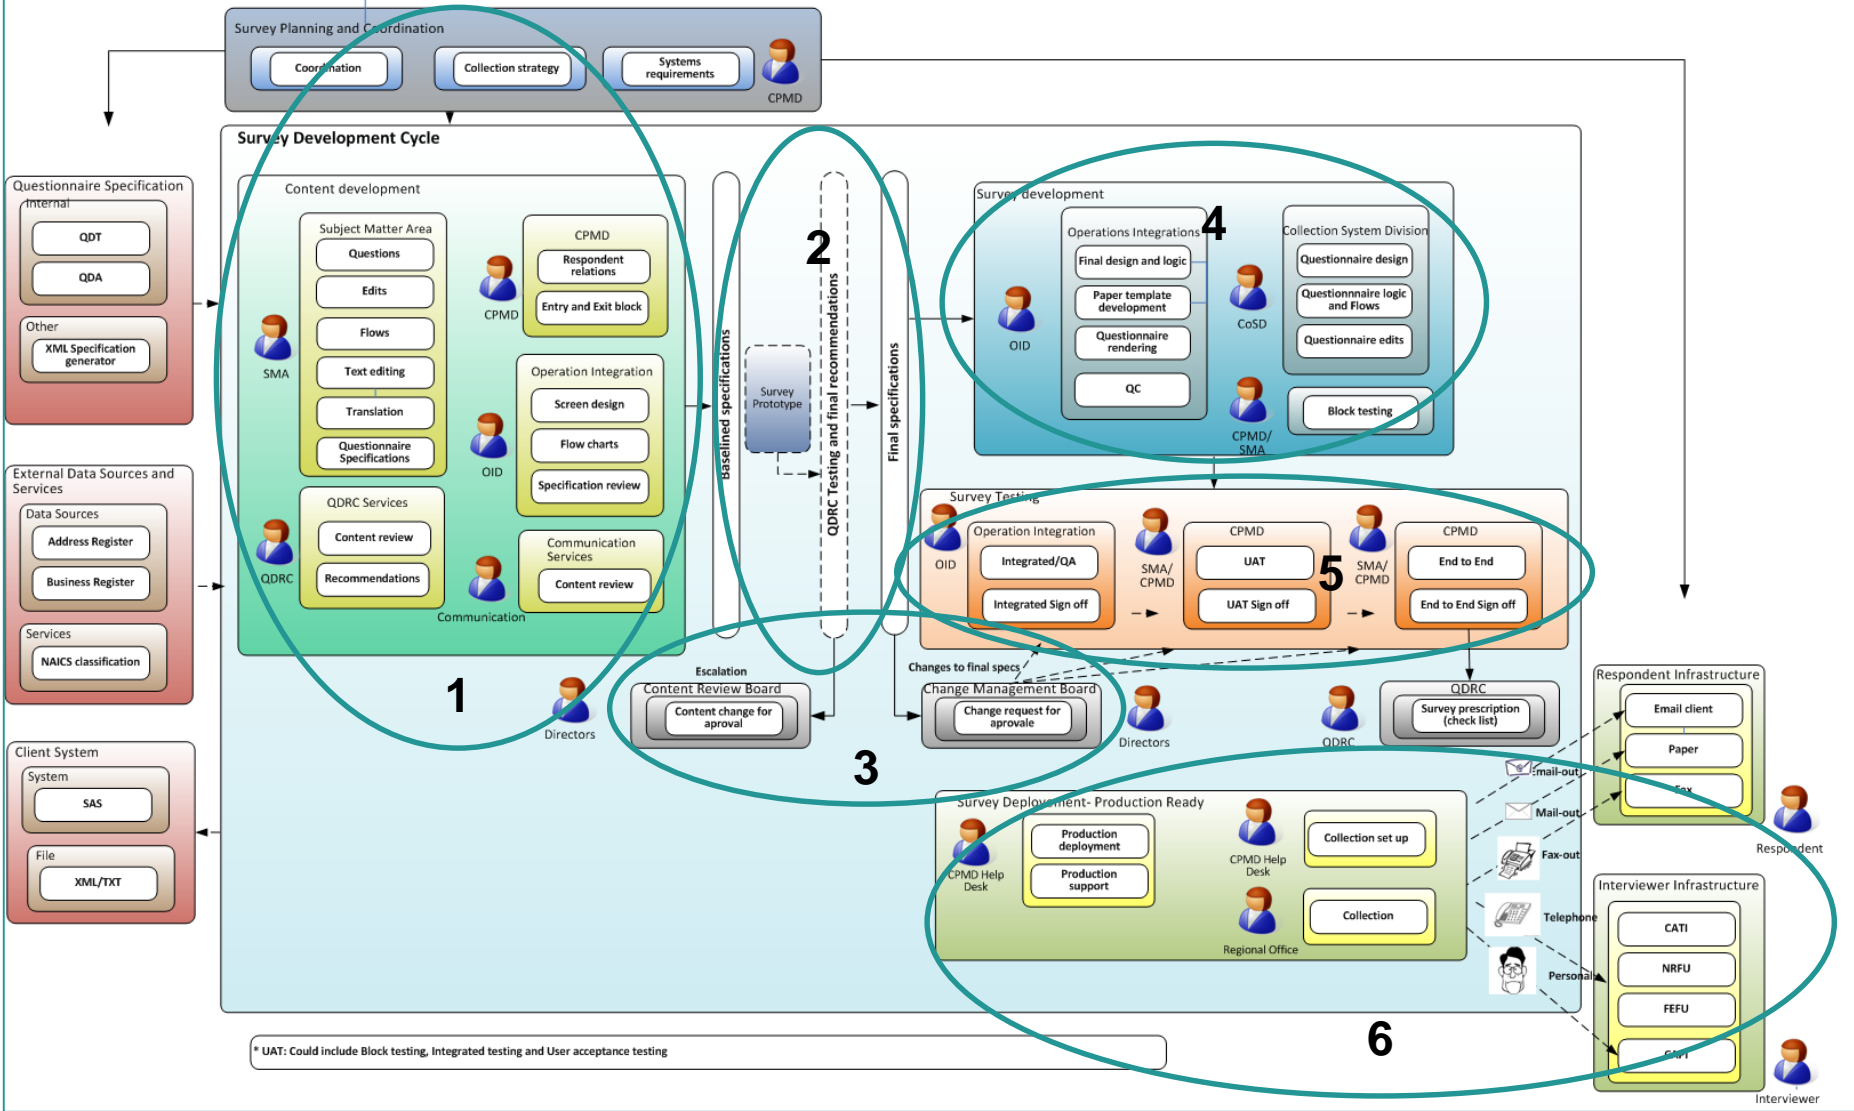 Survey Planning and Coordination
Coordination
Collection strategy
Systems
requirements
CPMD
Survey Development Cycle
Questionnaire Specification
Internal
QDT
QDA
Other
XML Specification
generator
External Data Sources and
Services
Data Sources
Address Register
Business Register
Services
NAICS classification
Client System
System
SAS
File
XML/TXT
Content development
Subject Matter Area
Questions
Edits
Flows
Text editing
Translation
Questionnaire
Specifications
SMA
QDRC Services
Content review
Recommendations
QDRC
CPMD
Respondent
relations
Entry and Exit block
CPMD
Operation Integration
Screen design
Flow charts
Specification review
OID
Communication
Services
Content review
Communication
1
Baselined specifications
Survey
Prototype
2
QDRC Testing and final recommendations
Final specifications
Survey development
4
Operations Integrations
Final design and logic
Paper template
development
Questionnaire
rendering
QC
OID
Collection System Division
Questionnaire design
Questionnnaire logic
and Flows
Questionnaire edits
CoSD
Block testing
CPMD/
SMA
Survey Testing
Operation Integration
Integrated/QA
Integrated Sign off
OID
SMA/
CPMD
CPMD
UAT
UAT Sign off
5
SMA/
CPMD
CPMD
End to End
End to End Sign off
Changes to final specs
Escalation
Content Review Board
Content change for
aproval
Directors
3
Change Management Board
Change request for
aprovale
Directors
QDRC
QDRC
Survey prescription
(check list)
Survey Deployement- Production Ready
Production
deployment
Production
support
CPMD Help
Desk
Collection set up
CPMD Help
Desk
Collection
Regional Office
Email-out
Mail-out
Fax-out
Telephone
Personal
Respondent Infrastructure
Email client
Paper
Fax
Respondent
Interviewer Infrastructure
CATI
NRFU
FEFU
CAPI
Interviewer
6
* UAT: Could include Block testing, Integrated testing and User acceptance testing